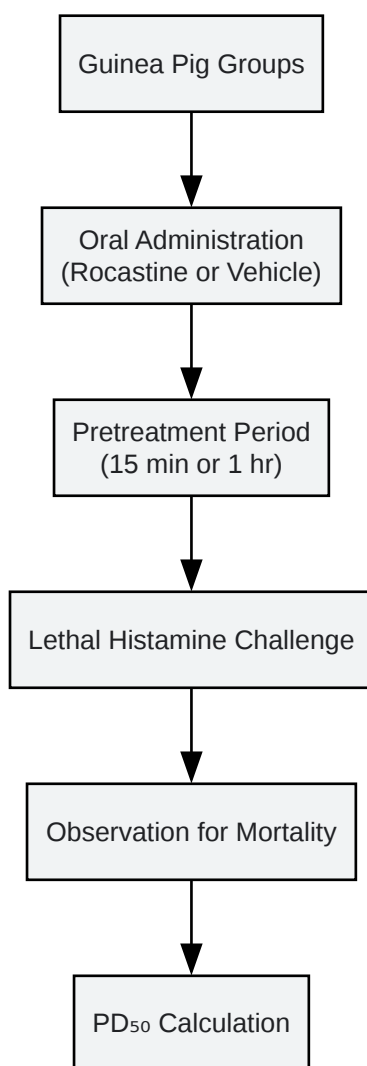 Guinea Pig Groups
Oral Administration
(Rocastine or Vehicle)
Pretreatment Period
(15 min or 1 hr)
Lethal Histamine Challenge
Observation for Mortality
PD₅₀ Calculation